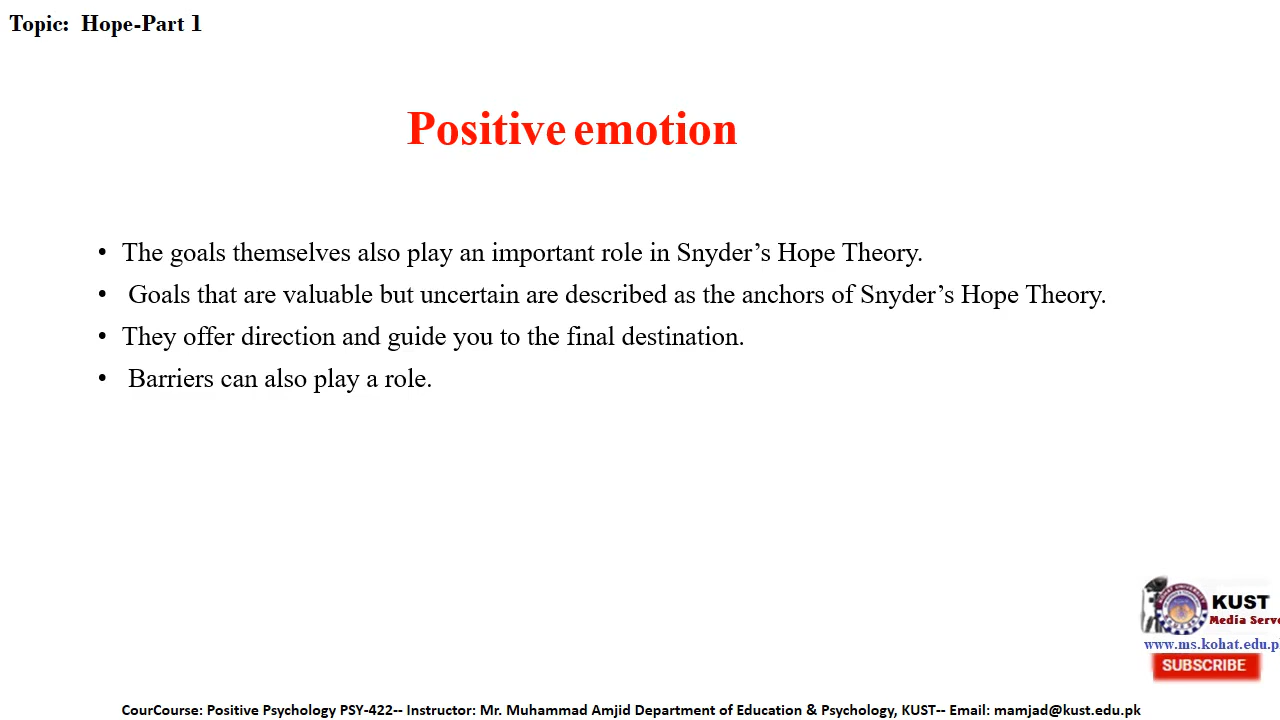 Topic: Hope-Part 1
Positive emotion
• The goals themselves also play an important role in Snyder’s Hope Theory.
• Goals that are valuable but uncertain are described as the anchors of Snyder’s Hope Theory.
• They offer direction and guide you to the final destination.
• Barriers can also play a role.
KUST
Media Serve
www.ms.kohat.edu.p
SUBSCRIBE
CourCourse: Positive Psychology PSY-422-- Instructor: Mr. Muhammad Amjid Department of Education & Psychology, KUST-- Email: mamjad@kust.edu.pk